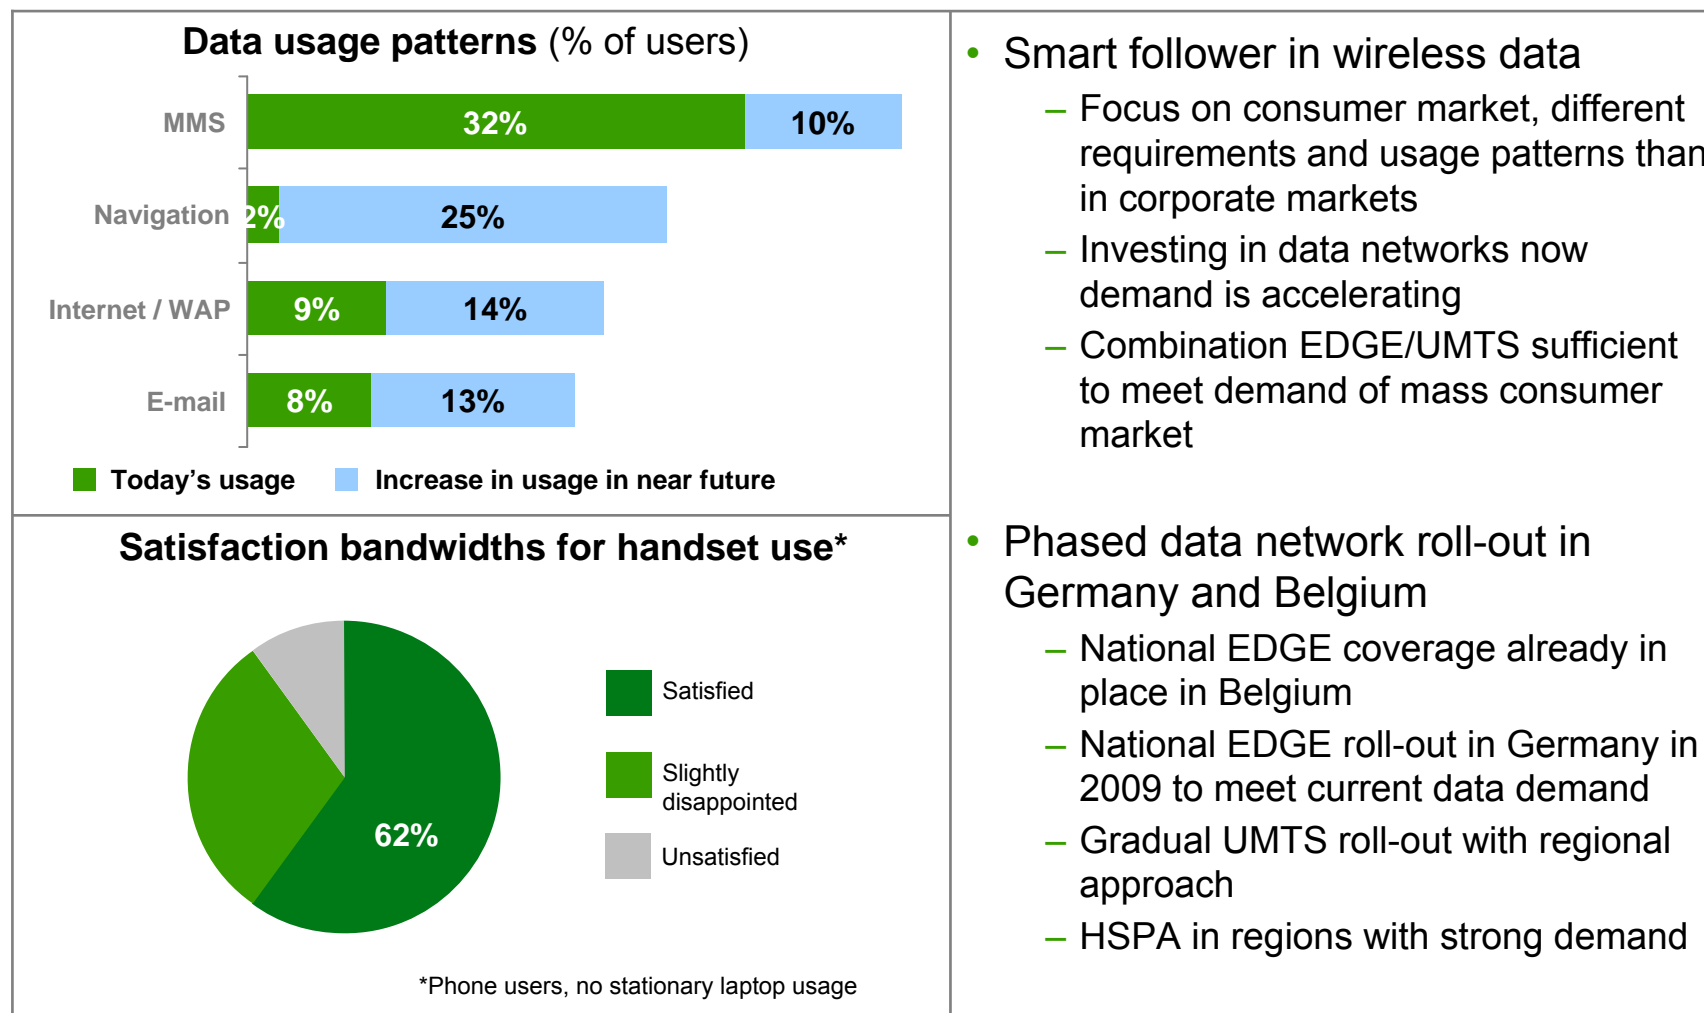 Data usage patterns (% of users)
MMS
32%
10%
Navigation
2%
25%
Internet / WAP
9%
14%
E-mail
8%
13%
Today’s usage
Increase in usage in near future
Satisfaction bandwidths for handset use*
62%
Satisfied
Slightly
disappointed
Unsatisfied
*Phone users, no stationary laptop usage
• Smart follower in wireless data
– Focus on consumer market, different
requirements and usage patterns than
in corporate markets
– Investing in data networks now
demand is accelerating
– Combination EDGE/UMTS sufficient
to meet demand of mass consumer
market
• Phased data network roll-out in
Germany and Belgium
– National EDGE coverage already in
place in Belgium
– National EDGE roll-out in Germany in
2009 to meet current data demand
– Gradual UMTS roll-out with regional
approach
– HSPA in regions with strong demand